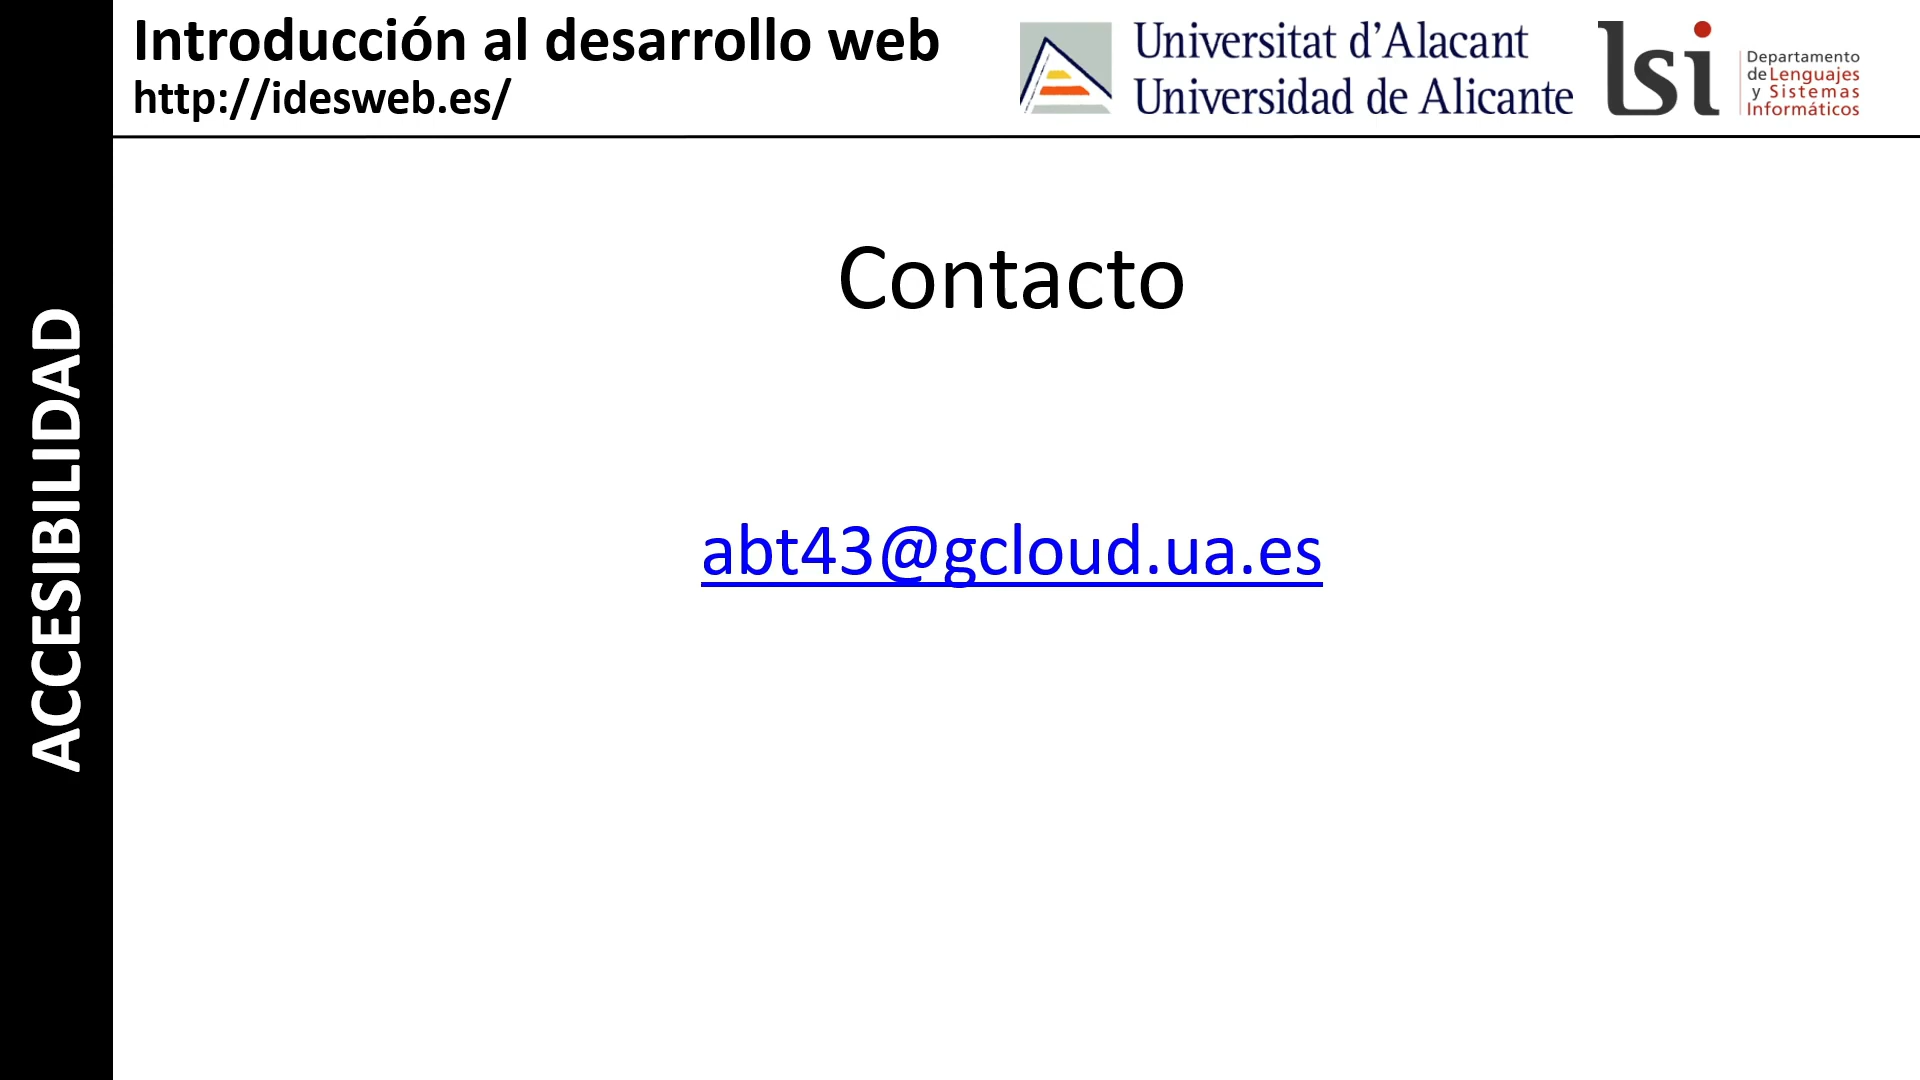 Introducción al desarrollo web
http://idesweb.es/
Universitat d’Alacant
Universidad de Alicante
lsi
Departamento
de Lenguajes
y Sistemas
Informáticos
ACCESIBILIDAD
Contacto
abt43@gcloud.ua.es